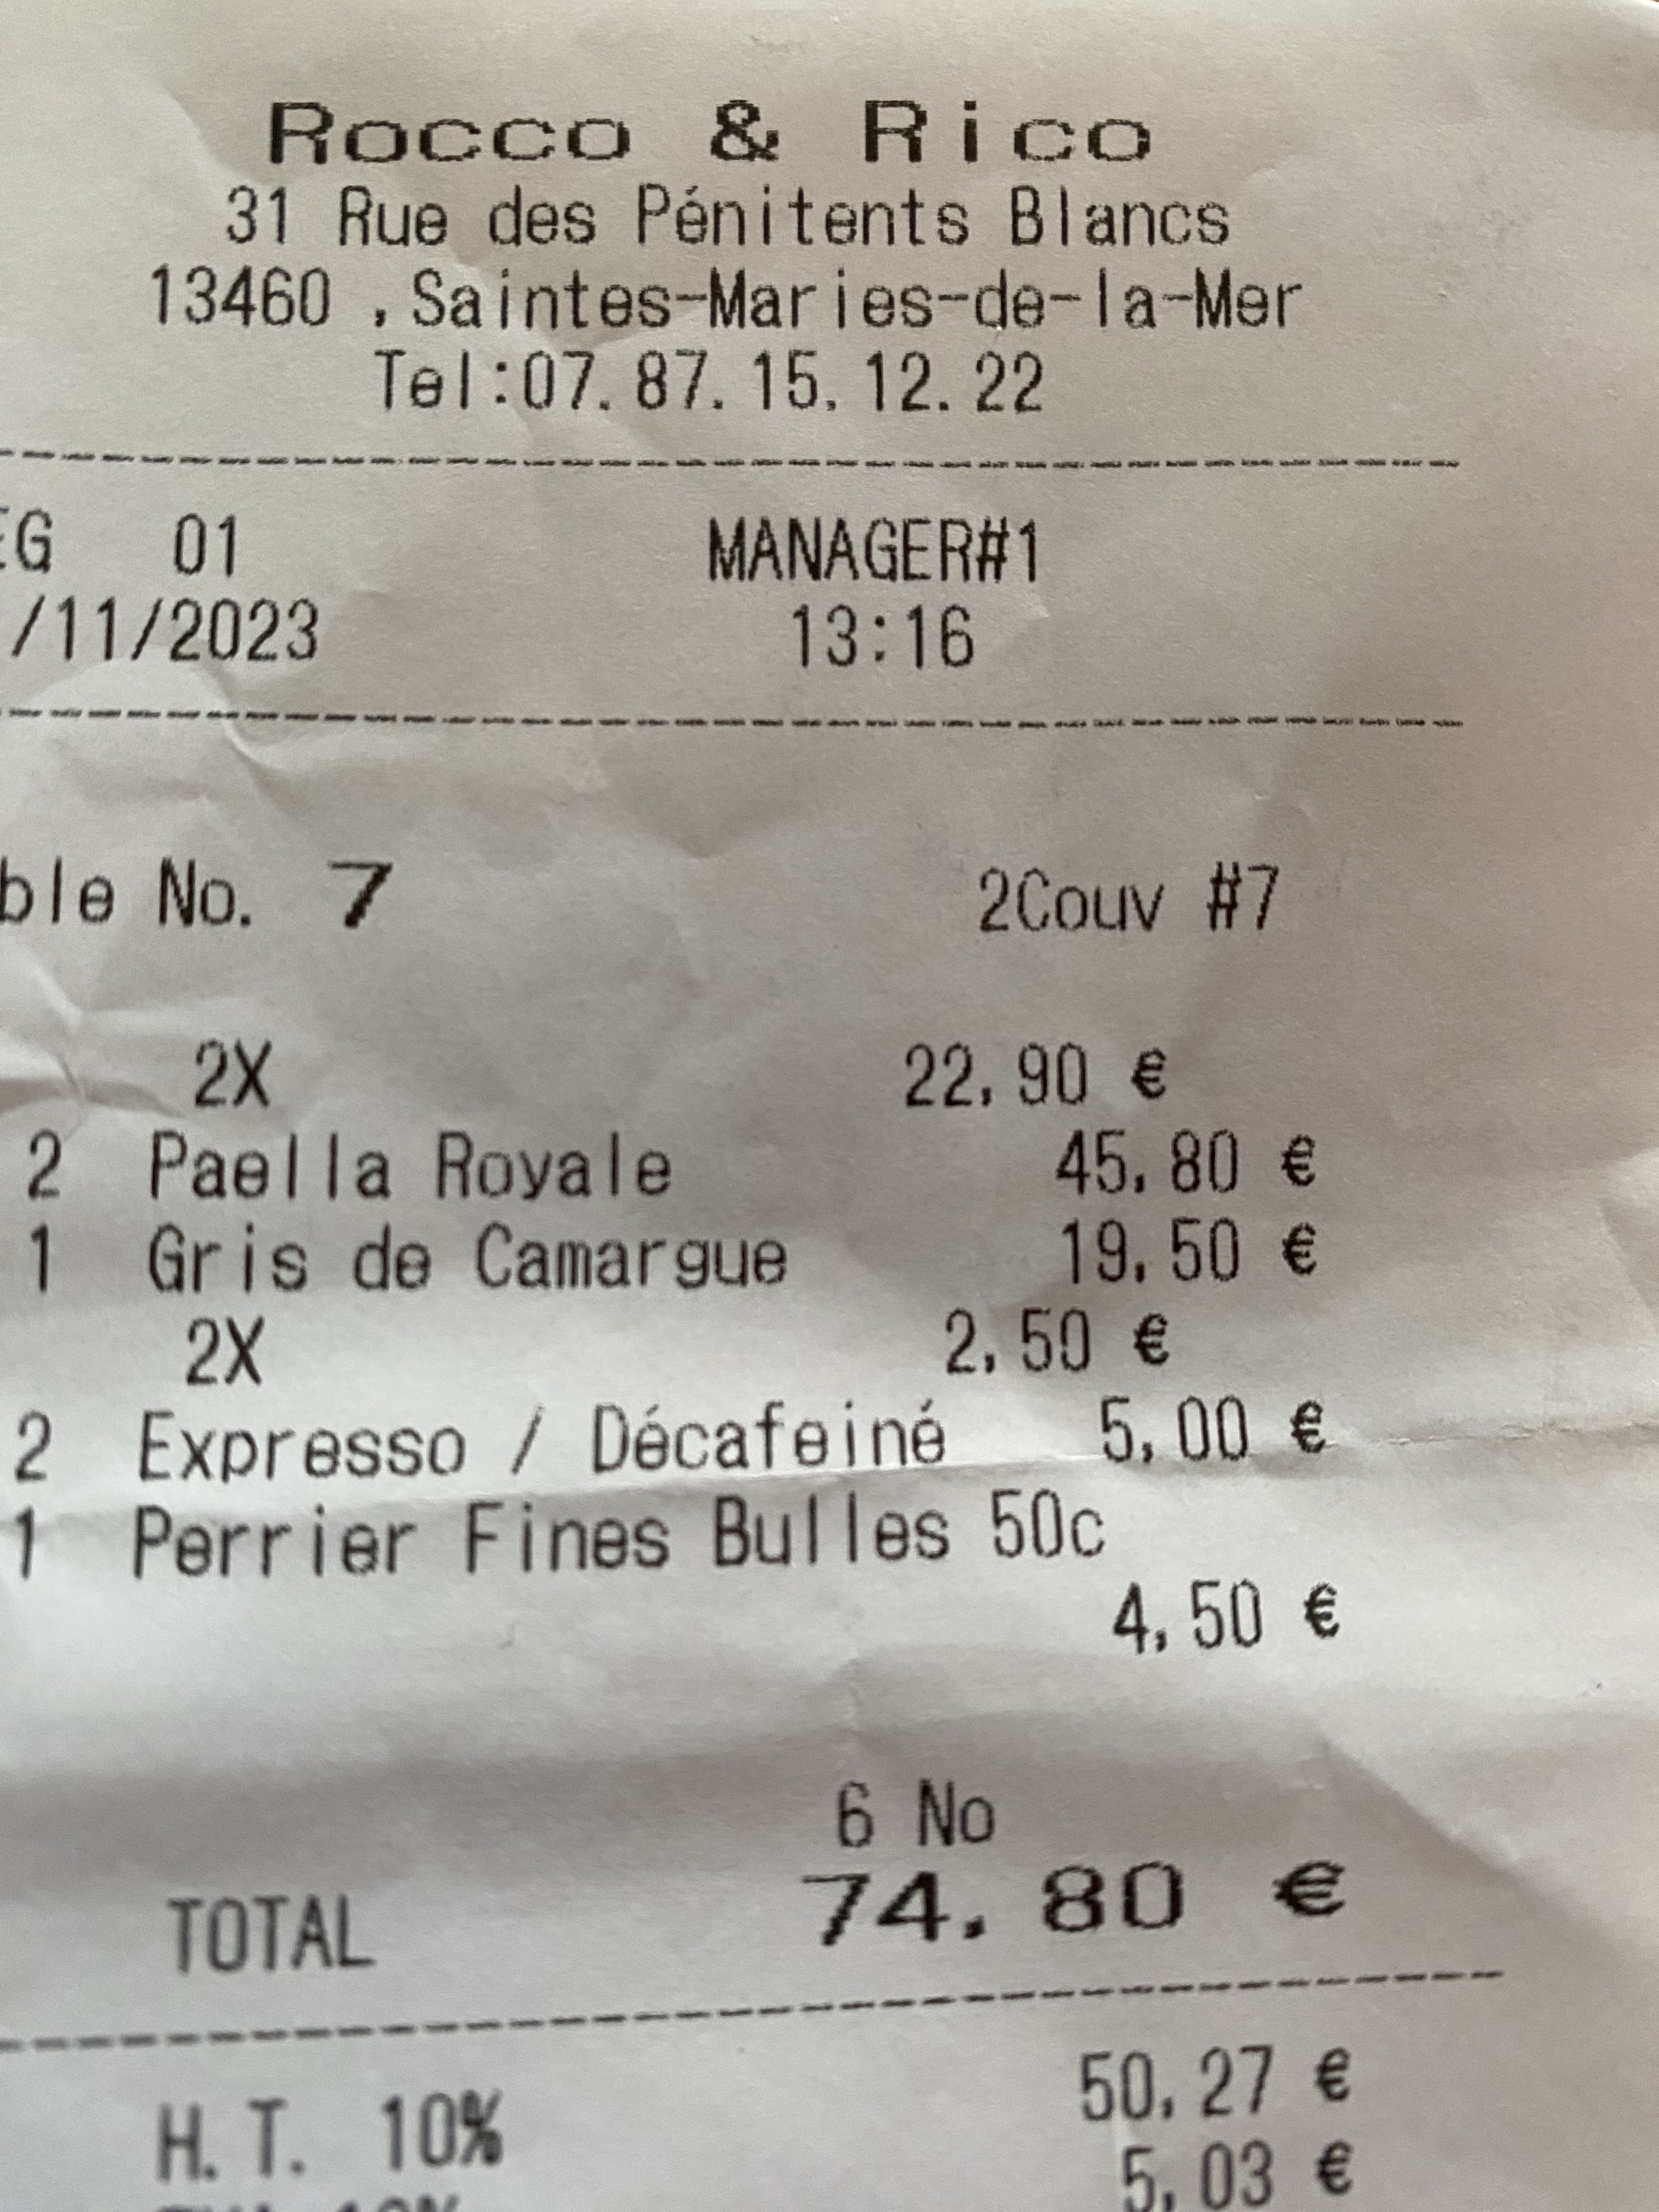 Rocco & Rico
31 Rue des Pénitents Blancs
13460 ,Saintes-Maries-de-la-Mer
Tel:07.87.15.12.22
EG 01 MANAGER#1
/11/2023 13:16
ble No. 7 2Couv #7
2X 22,90 €
2 Paella Royale 45,80 €
1 Gris de Camargue 19,50 €
2X 2,50 €
2 Expresso / Décafeiné 5,00 €
1 Perrier Fines Bulles 50c
4,50 €
6 No
TOTAL 74,80 €
H.T. 10% 50,27 €
5,03 €